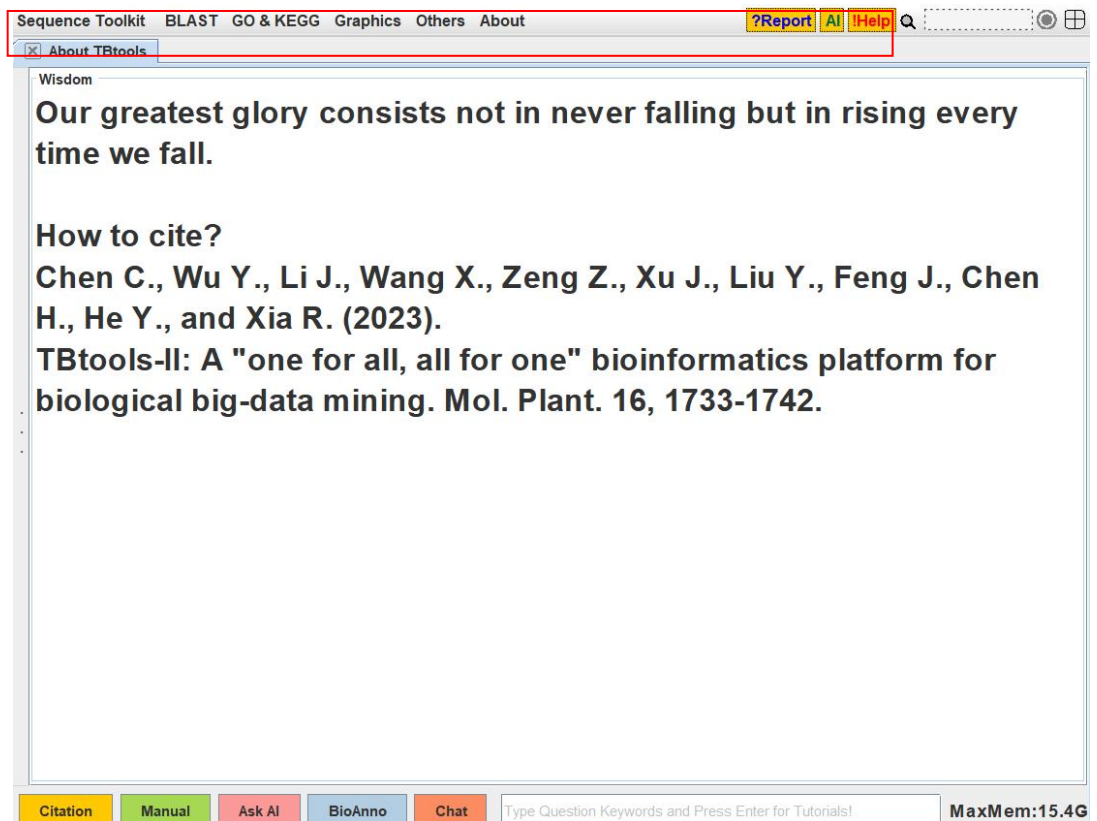 Sequence Toolkit BLAST GO & KEGG Graphics Others About ?Report AI !Help
About TBtools
Wisdom
Our greatest glory consists not in never falling but in rising every
time we fall.
How to cite?
Chen C., Wu Y., Li J., Wang X., Zeng Z., Xu J., Liu Y., Feng J., Chen
H., He Y., and Xia R. (2023).
TBtools-II: A "one for all, all for one" bioinformatics platform for
biological big-data mining. Mol. Plant. 16, 1733-1742.
Citation Manual Ask AI BioAnno Chat Type Question Keywords and Press Enter for Tutorials! MaxMem:15.4G